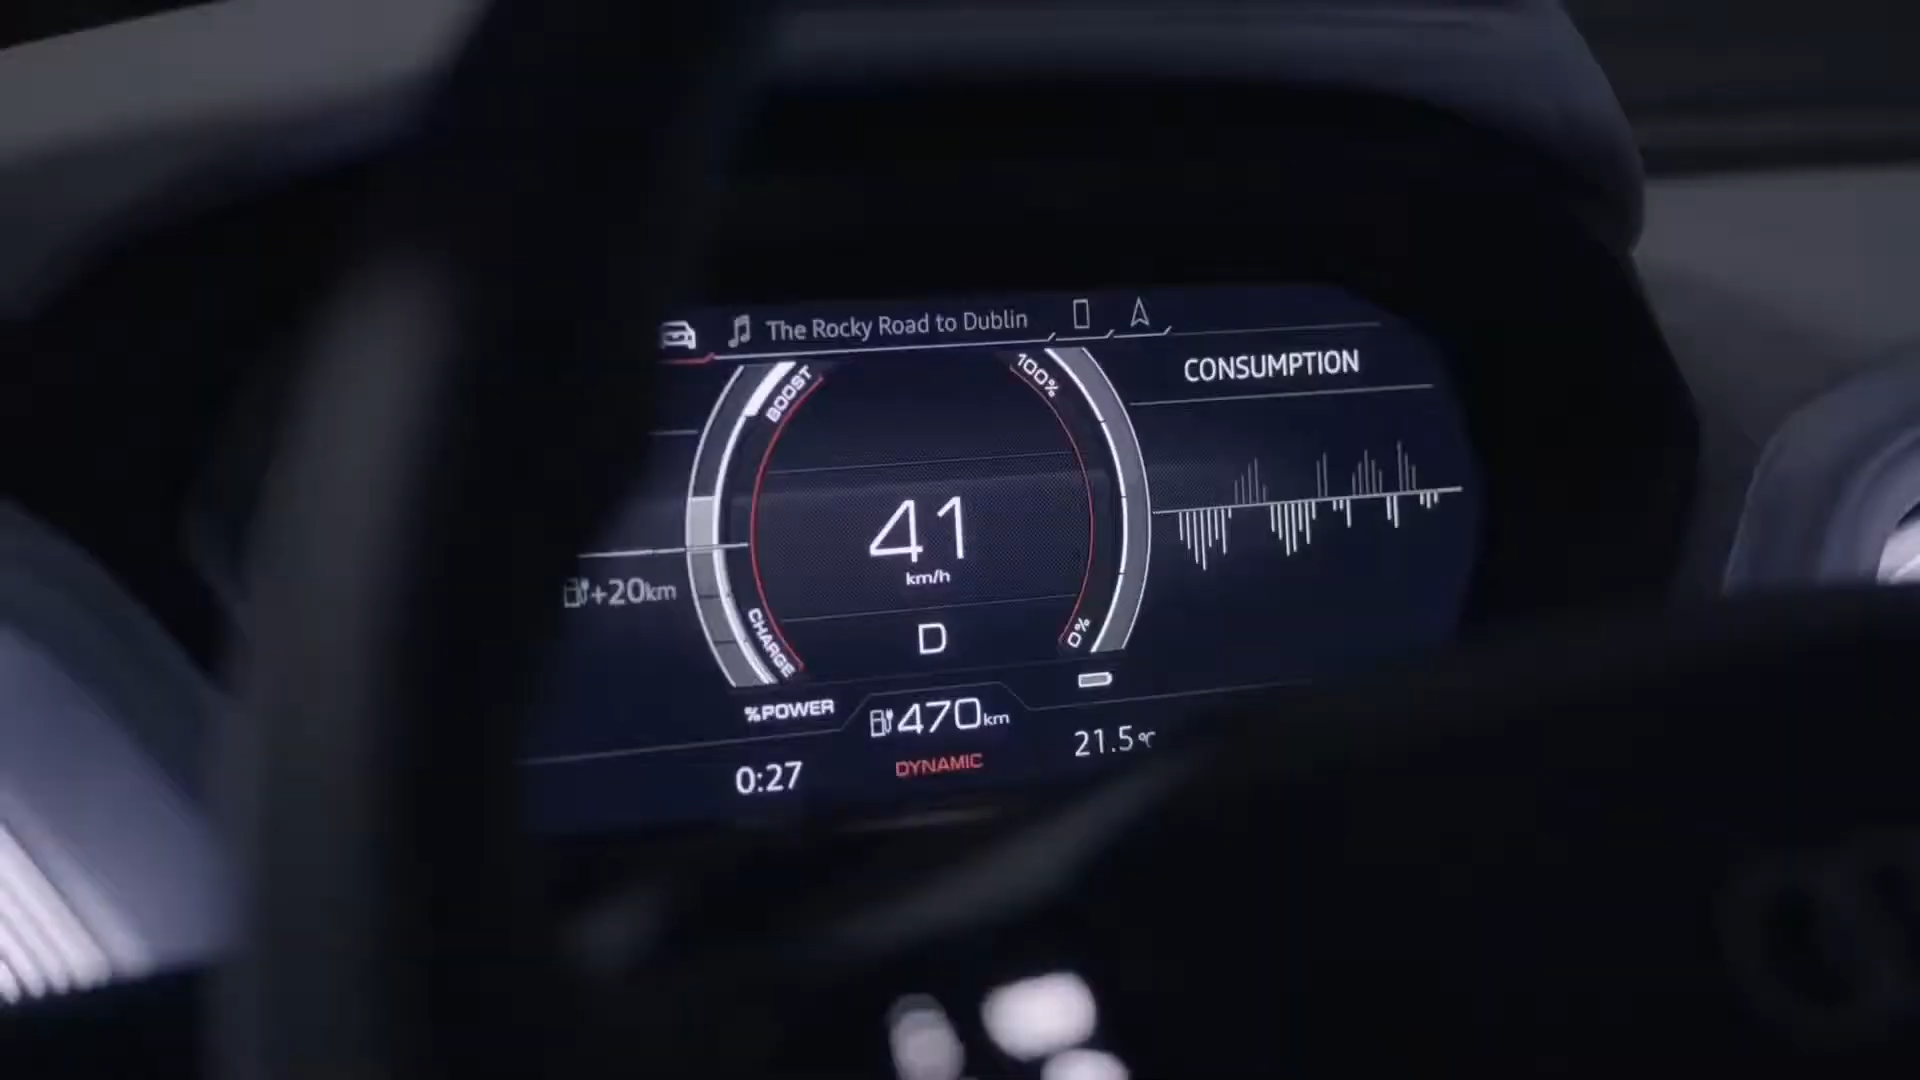 The Rocky Road to Dublin
CONSUMPTION
BOOST
100%
41
km/h
+20km
CHARGE
0%
D
%POWER
470km
0:27
DYNAMIC
21.5°C